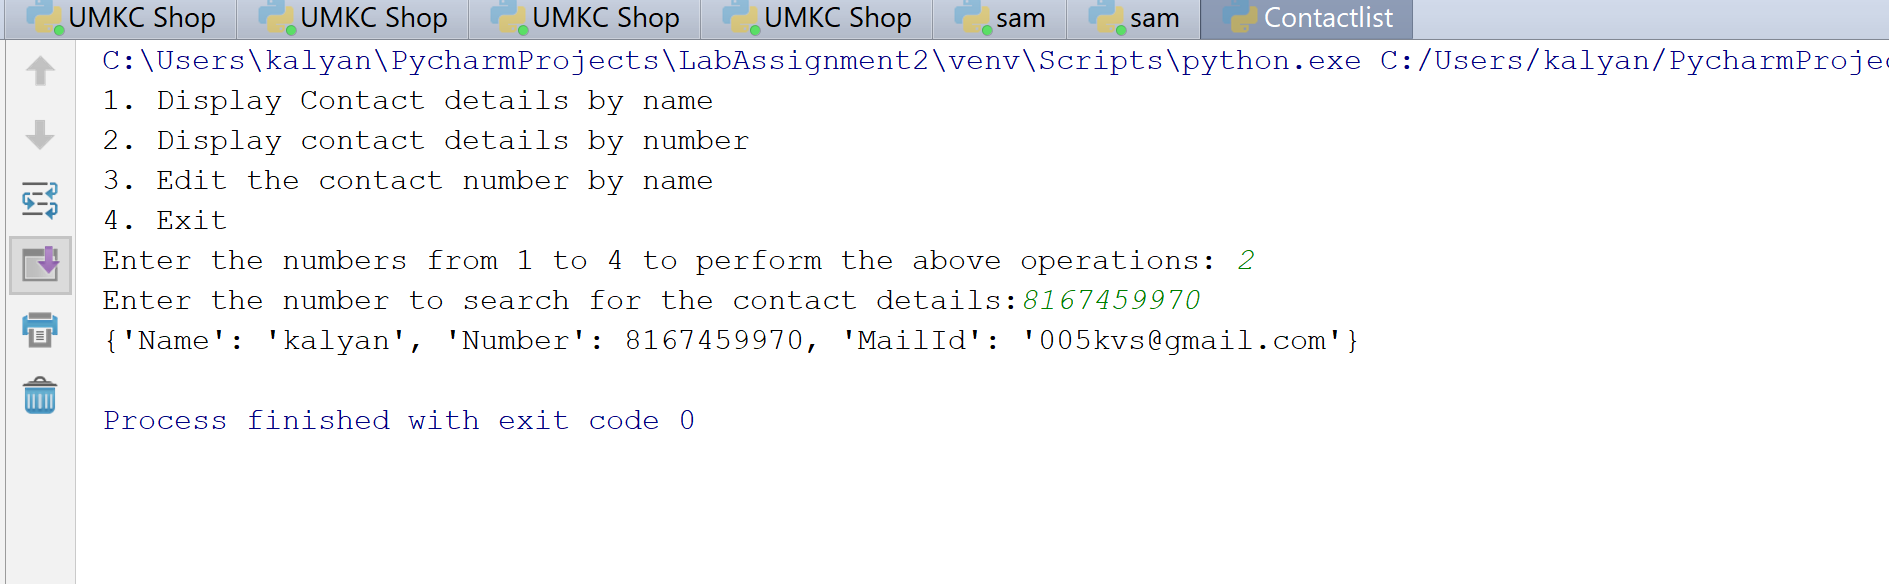 UMKC Shop UMKC Shop UMKC Shop UMKC Shop sam sam Contactlist
C:\Users\kalyan\PycharmProjects\LabAssignment2\venv\Scripts\python.exe
1. Display Contact details by name
2. Display contact details by number
3. Edit the contact number by name
4. Exit
Enter the numbers from 1 to 4 to perform the above operations: 2
Enter the number to search for the contact details:8167459970
{'Name': 'kalyan', 'Number': 8167459970, 'MailId': '005kvs@gmail.com'}
Process finished with exit code 0